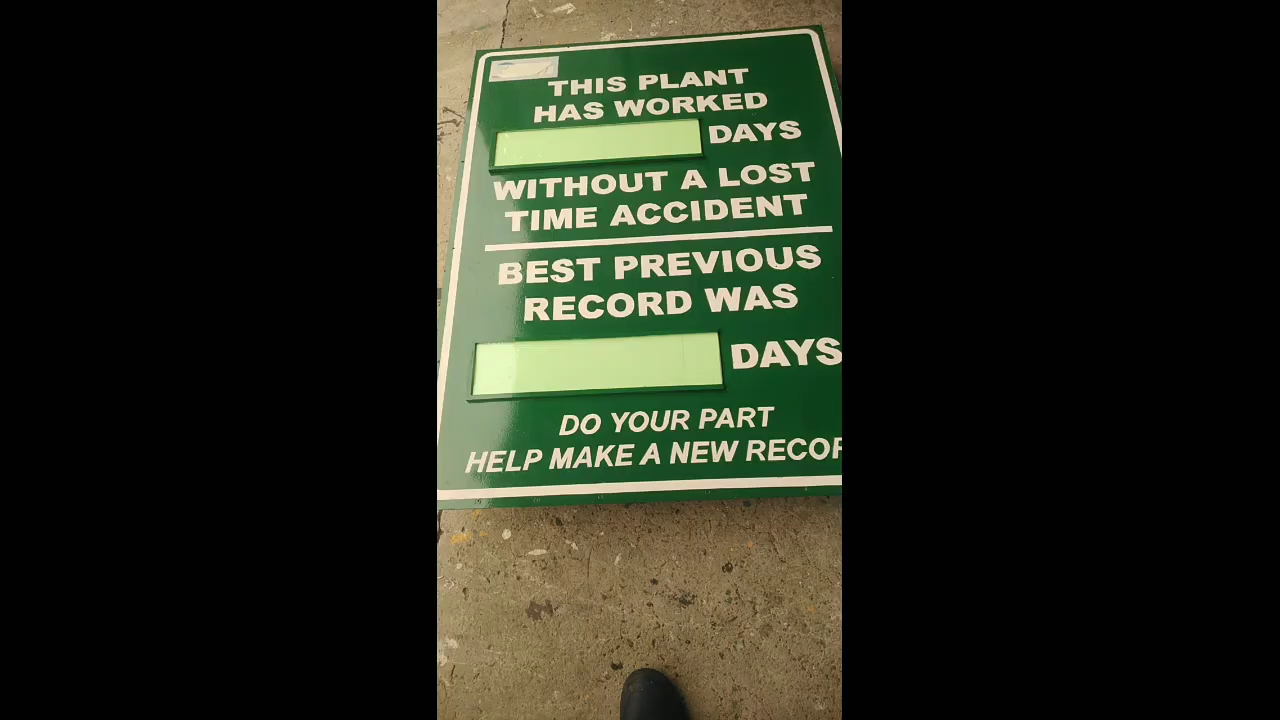 THIS PLANT
HAS WORKED
DAYS
WITHOUT A LOST
TIME ACCIDENT
BEST PREVIOUS
RECORD WAS
DAYS
DO YOUR PART
HELP MAKE A NEW RECOR